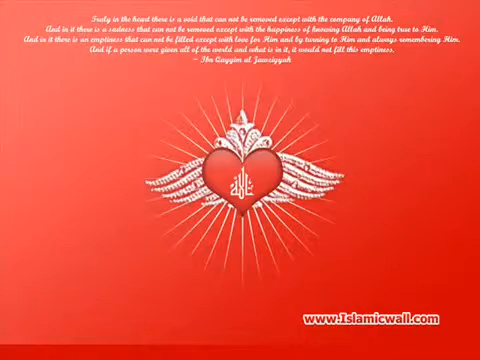 Truly in the heart there is a void that can not be removed except with the company of Allah.
And in it there is a sadness that can not be removed except with the happiness of knowing Allah and being true to Him.
And in it there is an emptiness that can not be filled except with love for Him and by turning to Him and always remembering Him.
And if a person were given all of the world and what is in it, it would not fill this emptiness.
~ Ibn Qayyim al Jawziyyah
الله
www.Islamicwall.com